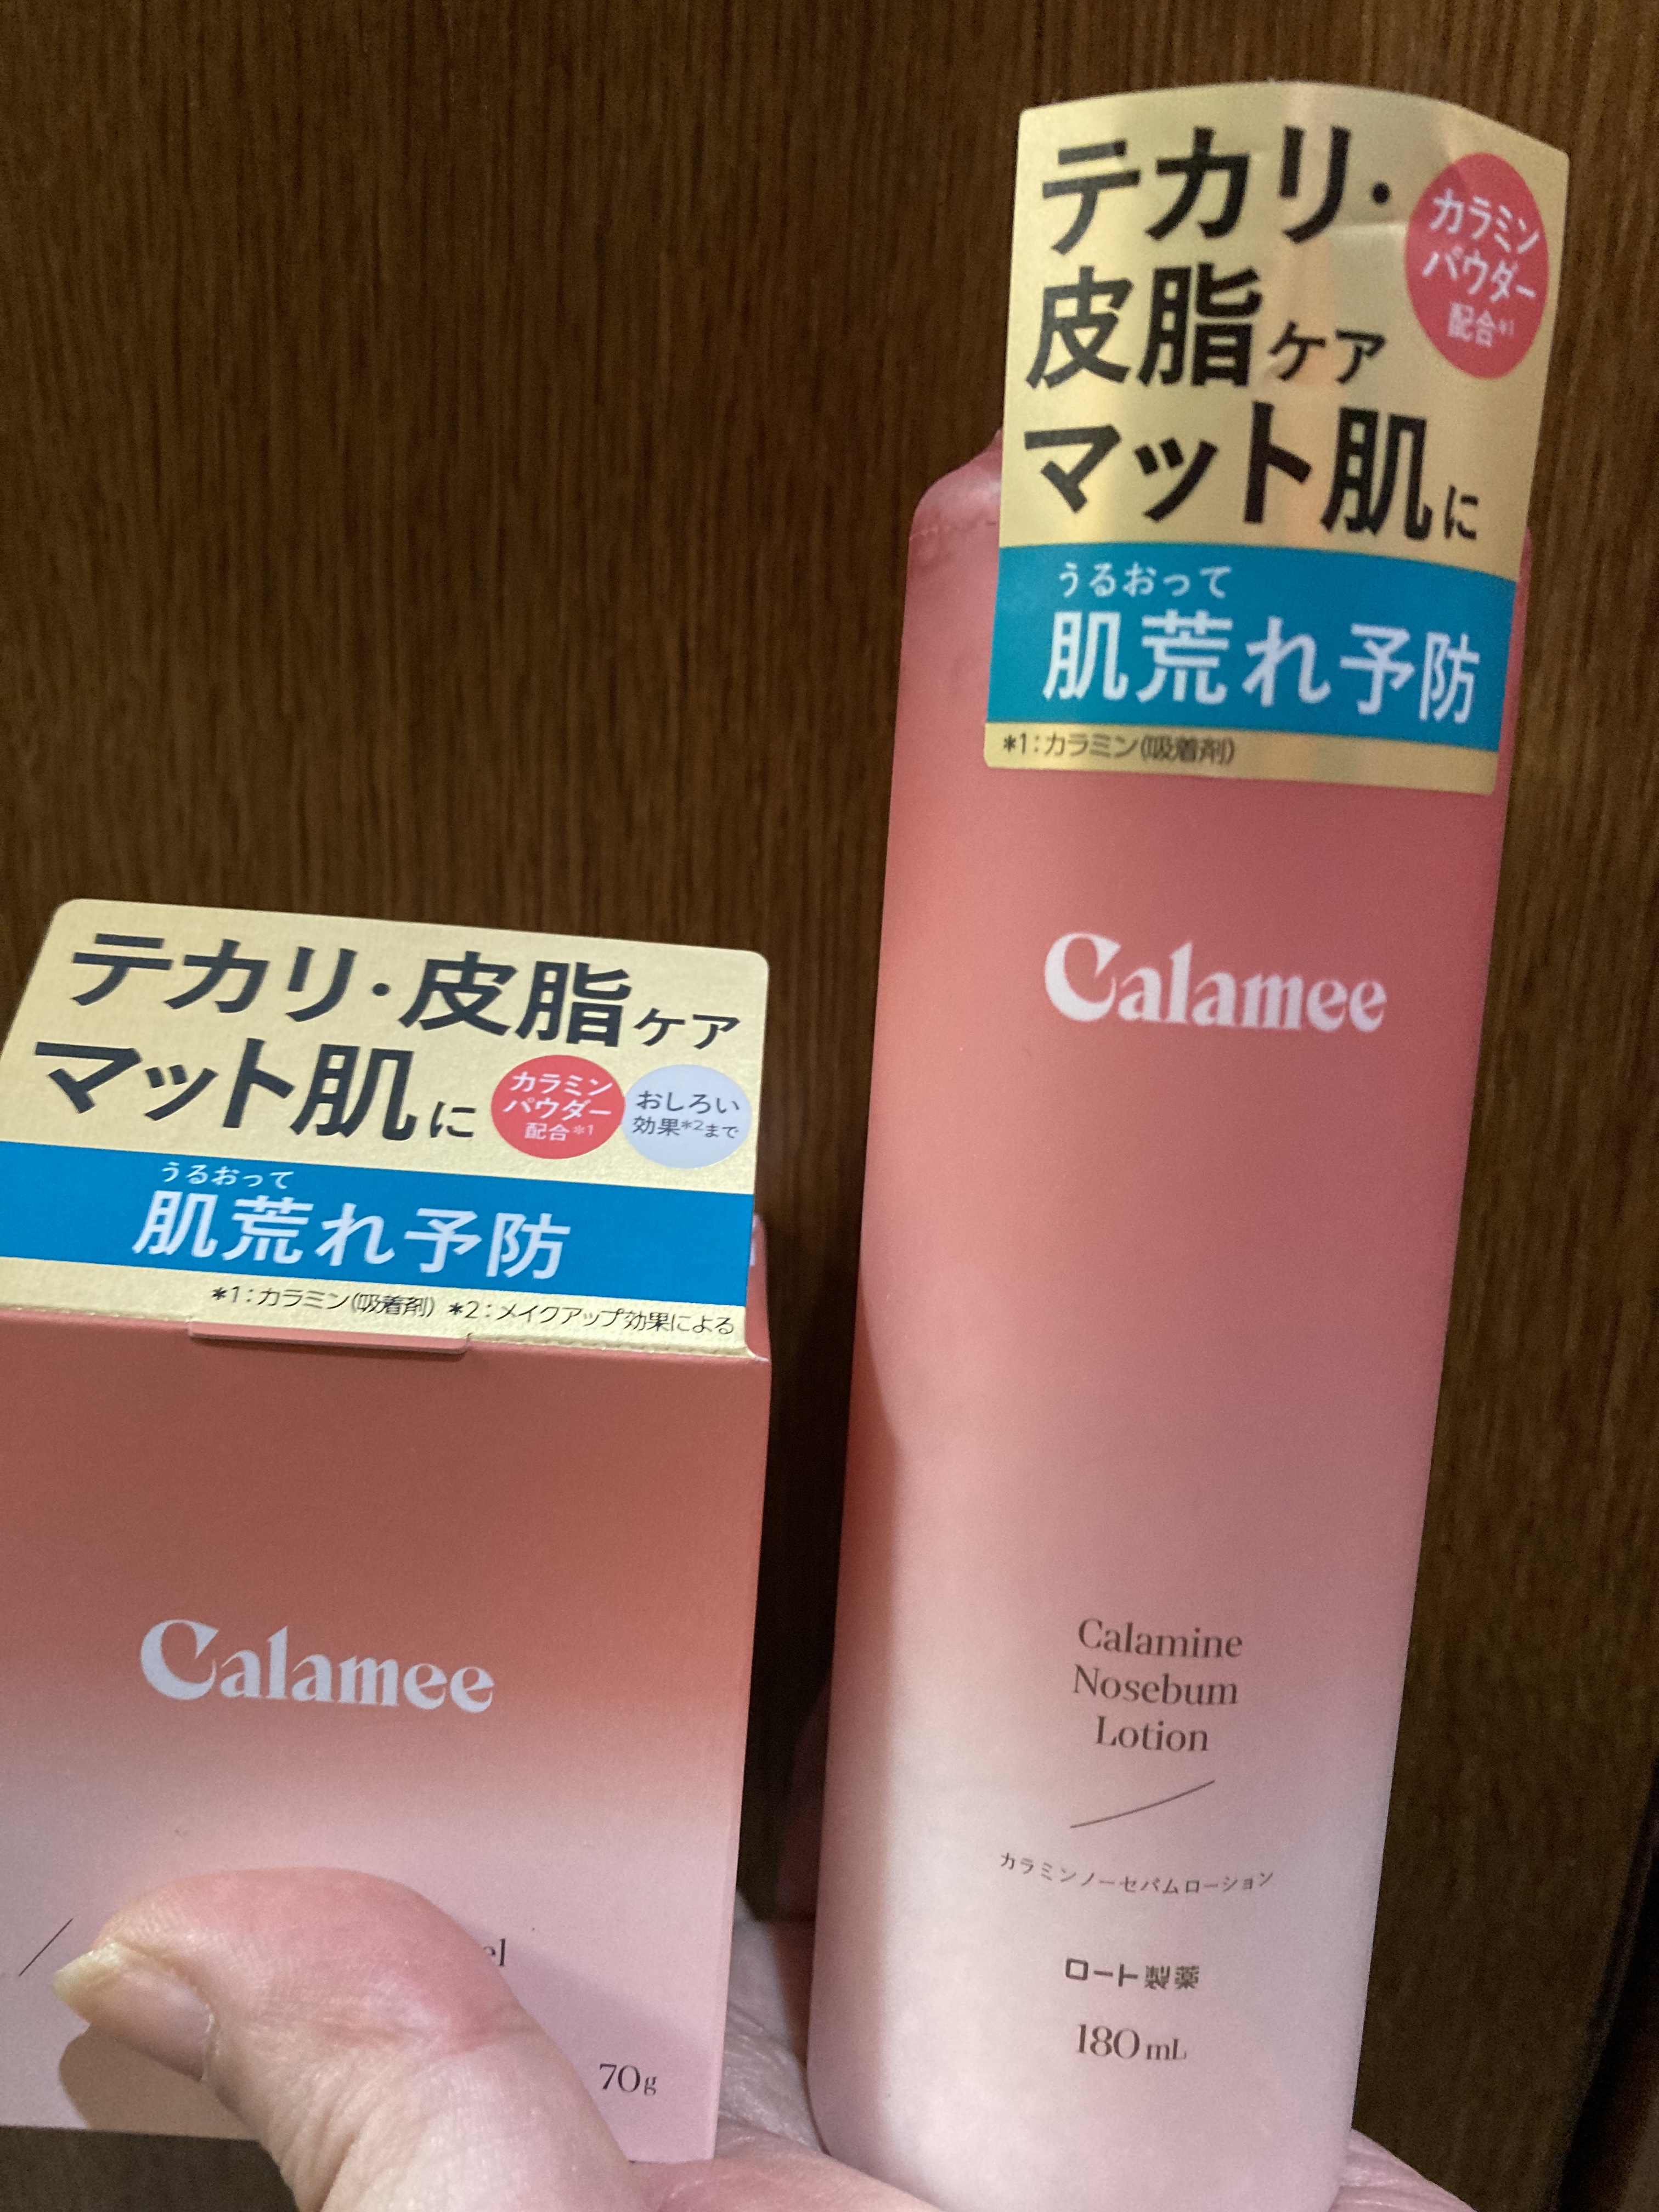 テカリ・皮脂ケア
マット肌に
カラミン
パウダー
配合*1
おしろい
効果*2まで
うるおって
肌荒れ予防
*1:カラミン(吸着剤) *2:メイクアップ効果による
Calamee
70g
テカリ・
皮脂ケア
マット肌に
カラミン
パウダー
配合*1
うるおって
肌荒れ予防
*1:カラミン(吸着剤)
Calamee
Calamine
Nosebum
Lotion
カラミンノーセバムローション
ロート製薬
180mL